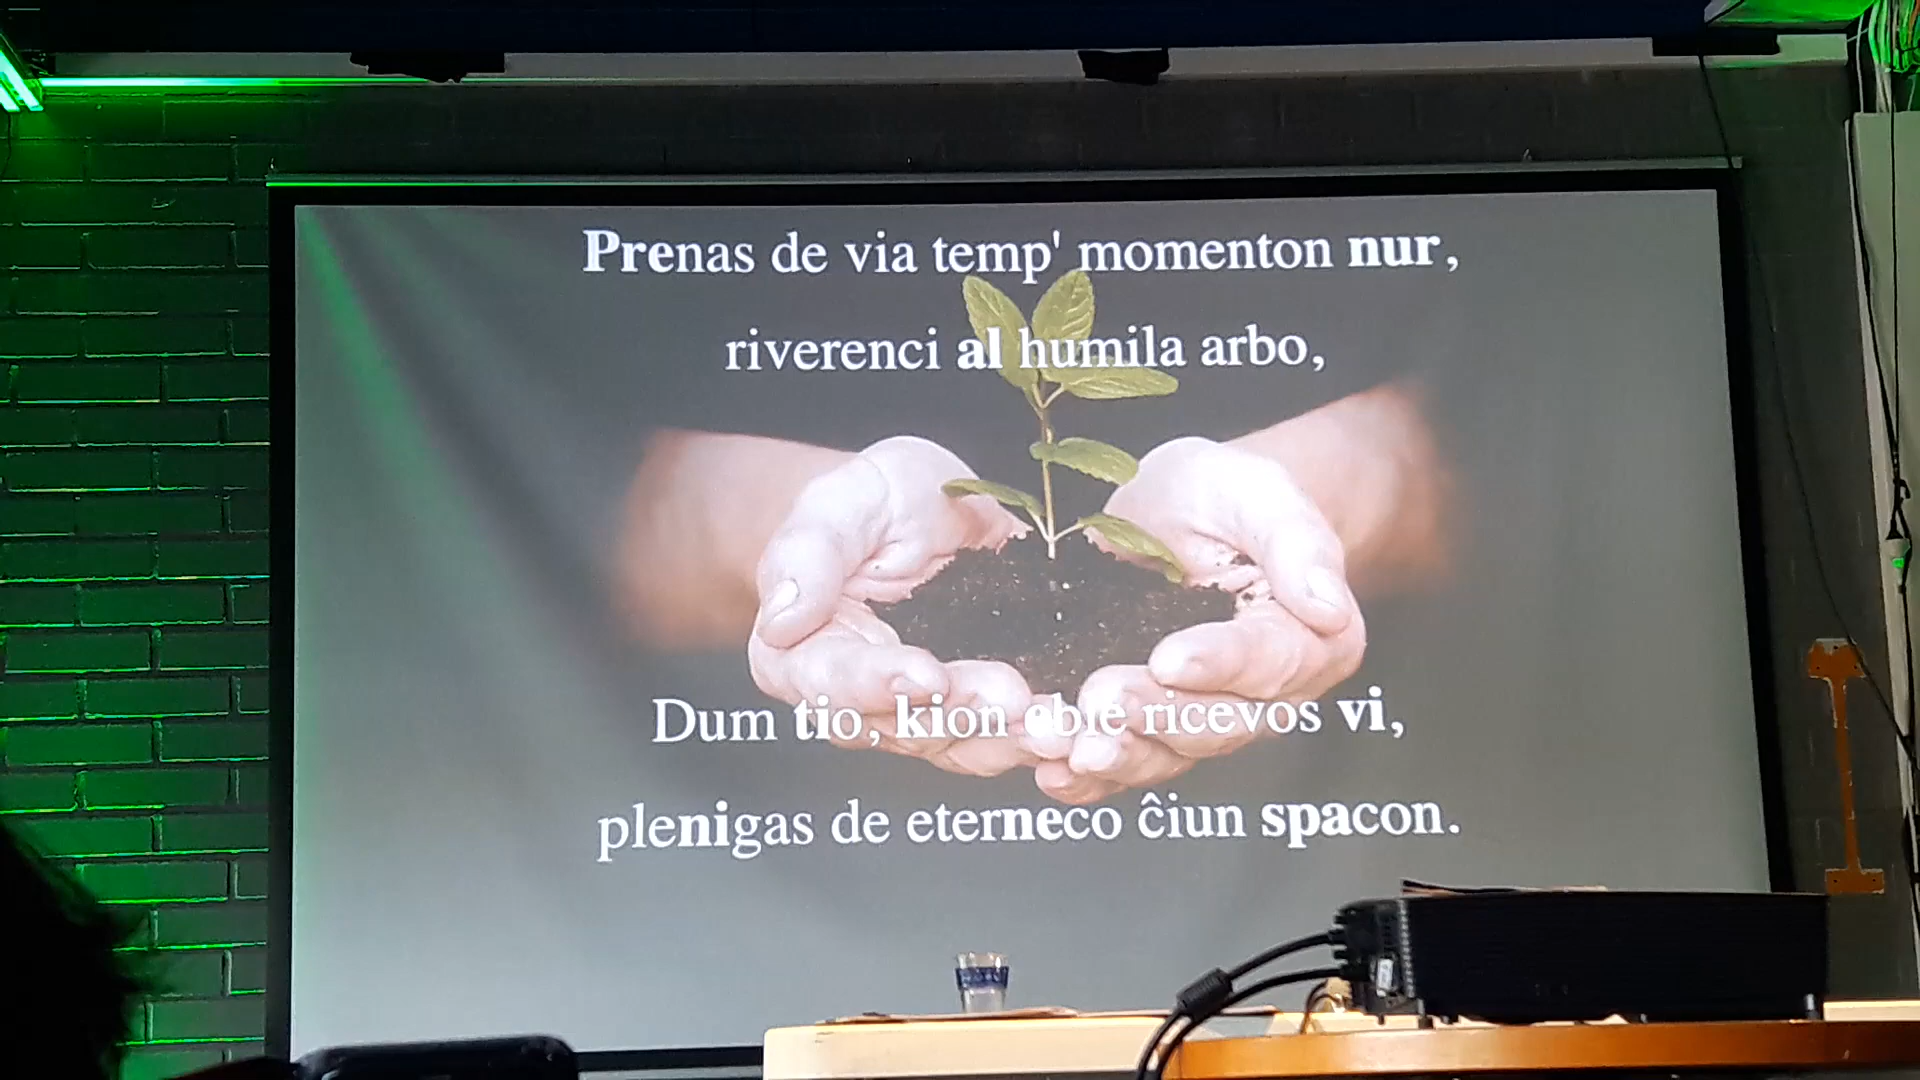 Prenas de via temp' momenton nur,
riverenci al humila arbo,
Dum tio, kion eble ricevos vi,
plenigas de eterneco ĉiun spacon.